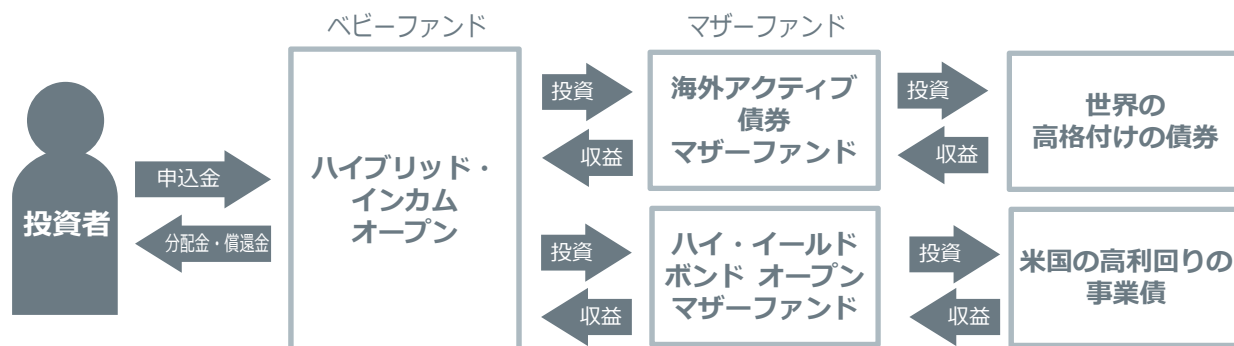 ベビーファンド
マザーファンド
投資者
申込金
分配金・償還金
ハイブリッド・
インカム
オープン
投資
収益
海外アクティブ
債券
マザーファンド
投資
収益
世界の
高格付けの債券
投資
収益
ハイ・イールド
ボンド オープン
マザーファンド
投資
収益
米国の高利回りの
事業債